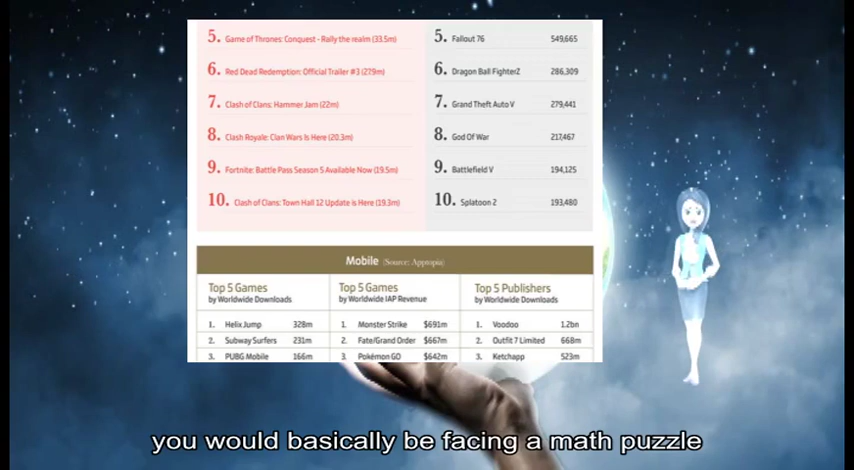 5. Game of Thrones: Conquest - Rally the realm (33.5m)
6. Red Dead Redemption: Official Trailer #3 (27.9m)
7. Clash of Clans: Hammer Jam (22m)
8. Clash Royale: Clan Wars Is Here (20.3m)
9. Fortnite: Battle Pass Season 5 Available Now (19.5m)
10. Clash of Clans: Town Hall 12 Update is Here (19.3m)
5. Fallout 76 549,665
6. Dragon Ball FighterZ 286,309
7. Grand Theft Auto V 279,441
8. God Of War 217,467
9. Battlefield V 194,125
10. Splatoon 2 193,480
Mobile (Source: Apptopia)
Top 5 Games
by Worldwide Downloads
1. Helix Jump 328m
2. Subway Surfers 231m
3. PUBG Mobile 166m
Top 5 Games
by Worldwide IAP Revenue
1. Monster Strike $691m
2. Fate/Grand Order $667m
3. Pokémon GO $642m
Top 5 Publishers
by Worldwide Downloads
1. Voodoo 1.2bn
2. Outfit 7 Limited 668m
3. Ketchapp 523m
you would basically be facing a math puzzle